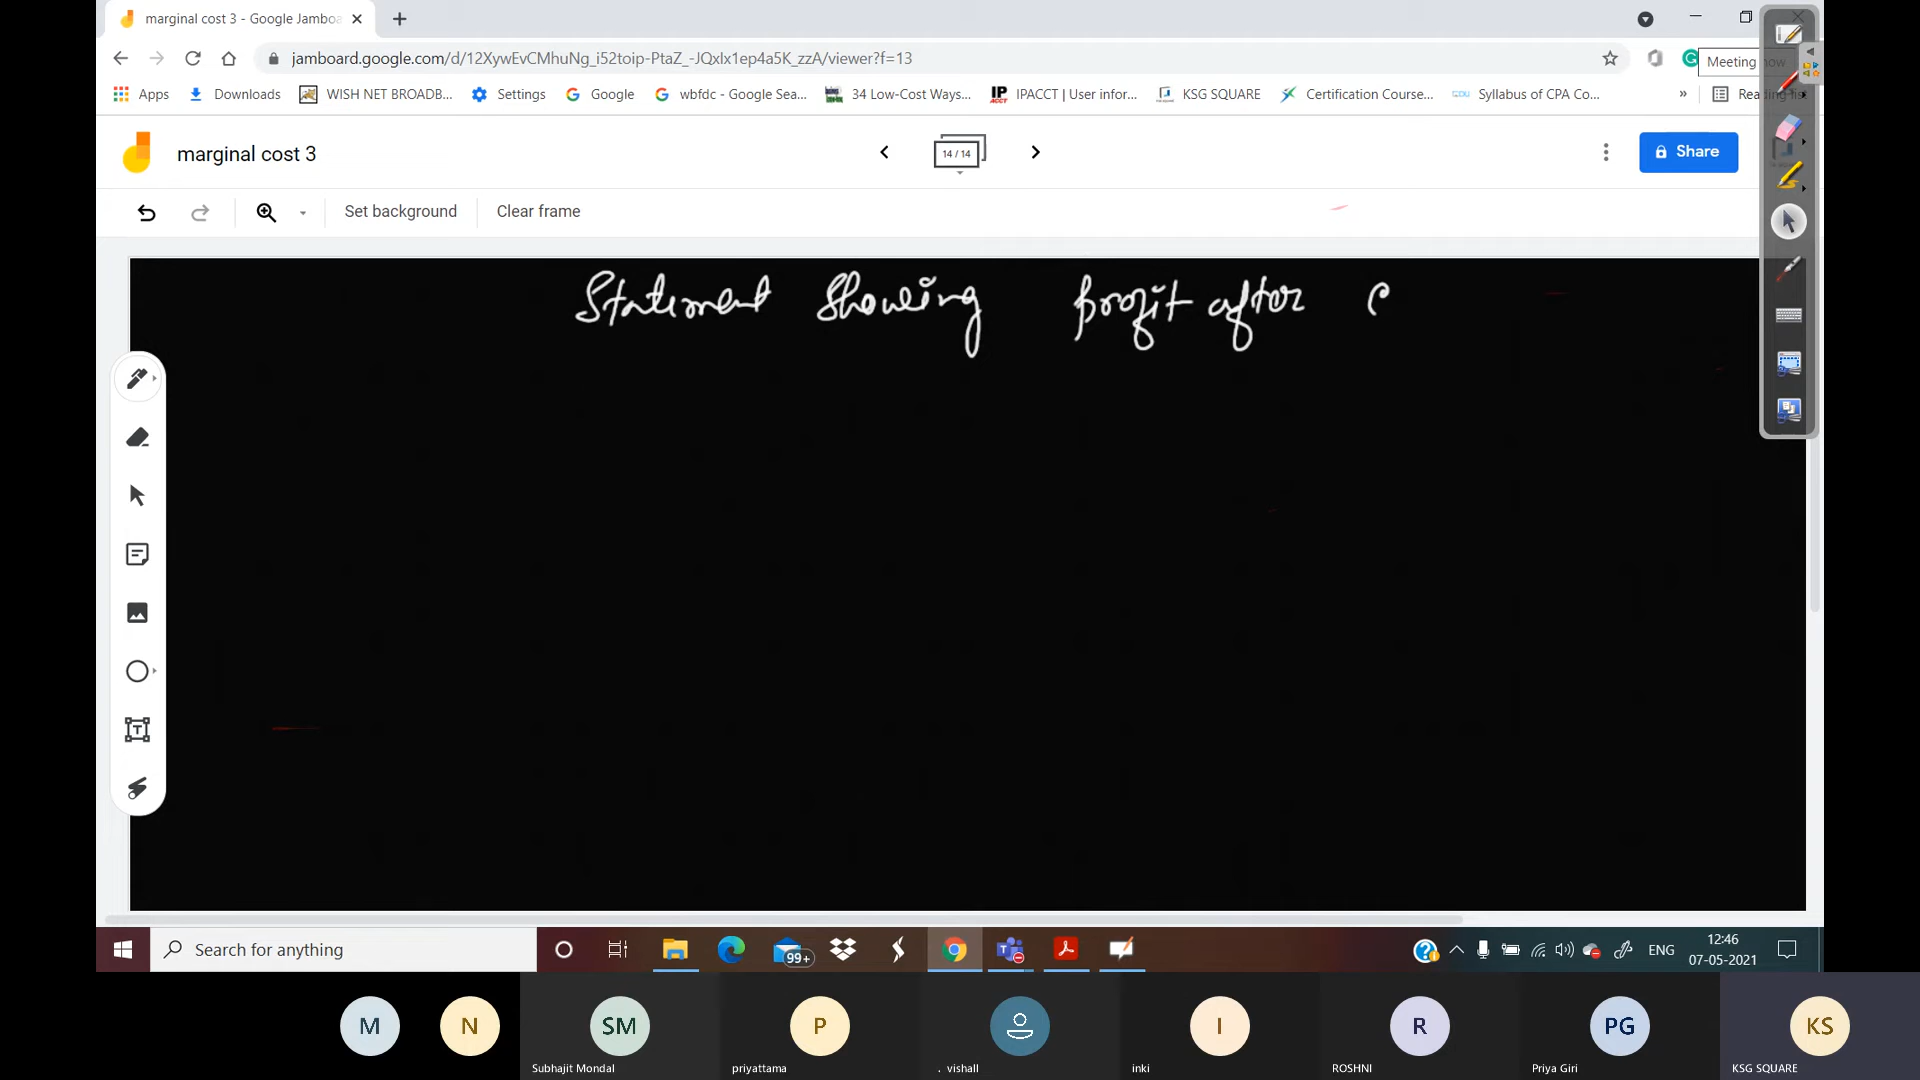 marginal cost 3 - Google Jamboa
jamboard.google.com/d/12XywEvCMhuNg_i52toip-PtaZ_-JQxlx1ep4a5K_zzA/viewer?f=13
Meeting now
Apps Downloads WISH NET BROADB... Settings Google wbfdc - Google Sea... 34 Low-Cost Ways... IPACCT | User infor... KSG SQUARE Certification Course... Syllabus of CPA Co... » Reading list
marginal cost 3
14 / 14
Share
Set background Clear frame
Statement Showing profit after C
Search for anything
99+
ENG
12:46
07-05-2021
M N SM P I R PG KS
Subhajit Mondal priyattama . vishall inki ROSHNI Priya Giri KSG SQUARE